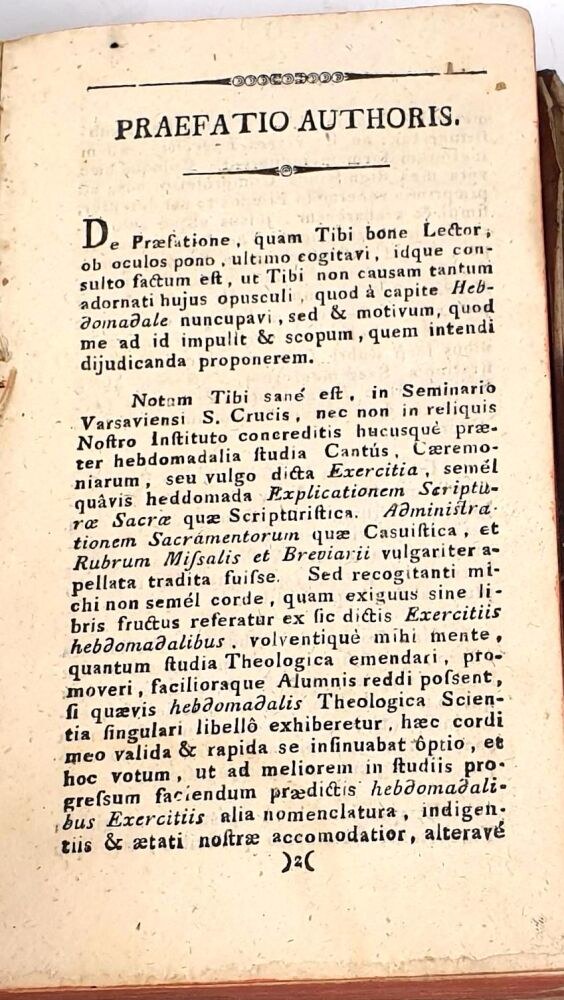 PRAEFATIO AUTHORIS.
De Præfatione, quam Tibi bone Lector,
ob oculos pono, ultimo cogitavi, idque con-
sulto factum eſt, ut Tibi non causam tantum
adornati hujus opusculi, quod à capite Heb-
domadale nuncupavi, sed & motivum, quod
me ad id impulit & scopum, quem intendi
dijudicanda proponerem.
Notum Tibi sanè eſt, in Seminario
Varsaviensi S. Crucis, nec non in reliquis
Noſtro Inſtituto concreditis hucusquè præ-
ter hebdomadalia ſtudia Cantús, Cæremo-
niarum, seu vulgo dicta Exercitia, semél
quâvis heddomada Explicationem Scriptu-
ræ Sacræ quæ Scripturiſtica. Adminiſtra-
tionem Sacramentorum quæ Casuiſtica, et
Rubrum Miſsalis et Breviarii vulgariter a-
pellata tradita fuiſse. Sed recogitanti mi-
chi non semél corde, quam exiguus sine li-
bris fructus referatur ex ſic dictis Exercitiis
hebdomadalibus, volventiquè mihi mente,
quantum ſtudia Theologica emendari, pro-
moveri, facilioraque Alumnis reddi poſsent,
ſi quævis hebdomadalis Theologica Scien-
tia ſingulari libellô exhiberetur, hæc cordi
meo valida & rapida se inſinuabat ôptio, et
hoc votum, ut ad meliorem in ſtudiis pro-
greſsum faciendum prædictis hebdomadali-
bus Exercitiis alia nomenclatura, indigen-
tiis & ætati noſtræ accomodatior, alteravé
)2(